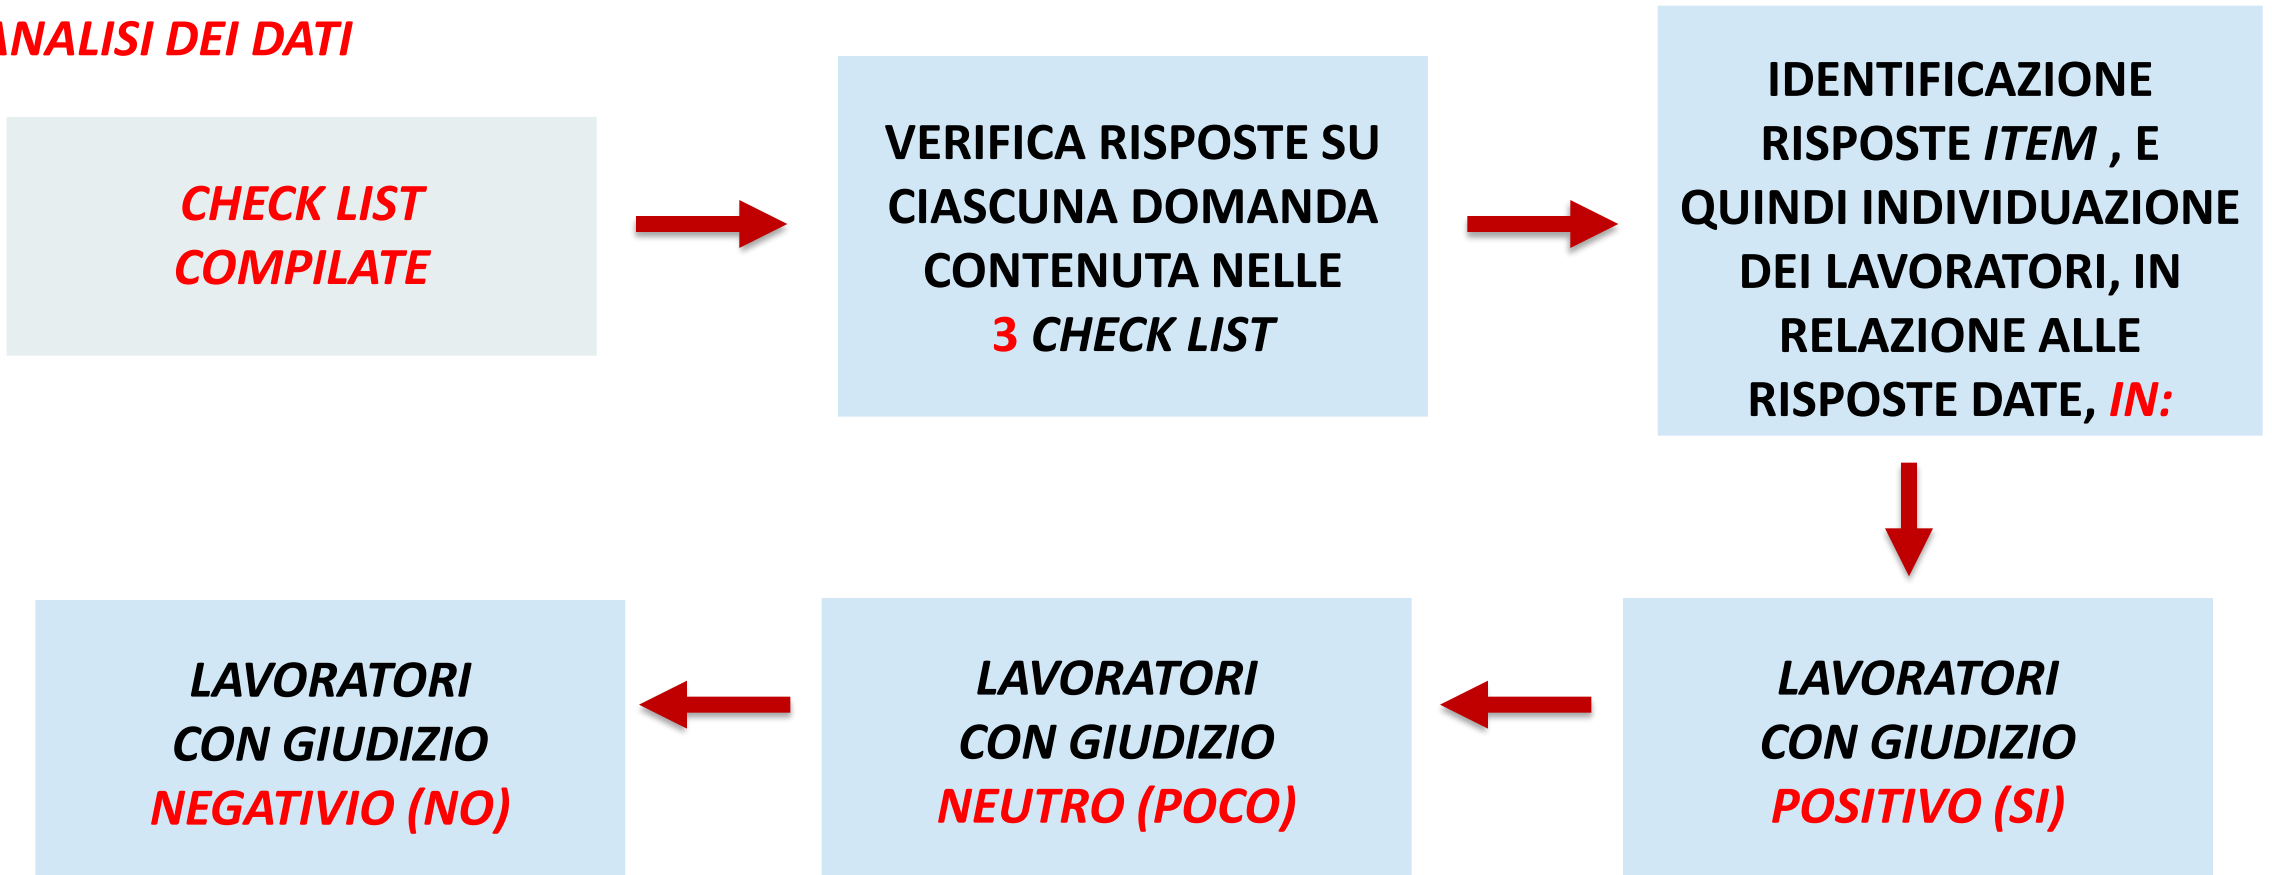 ANALISI DEI DATI
CHECK LIST
COMPILATE
VERIFICA RISPOSTE SU
CIASCUNA DOMANDA
CONTENUTA NELLE
3 CHECK LIST
IDENTIFICAZIONE
RISPOSTE ITEM , E
QUINDI INDIVIDUAZIONE
DEI LAVORATORI, IN
RELAZIONE ALLE
RISPOSTE DATE, IN:
LAVORATORI
CON GIUDIZIO
POSITIVO (SI)
LAVORATORI
CON GIUDIZIO
NEUTRO (POCO)
LAVORATORI
CON GIUDIZIO
NEGATIVIO (NO)